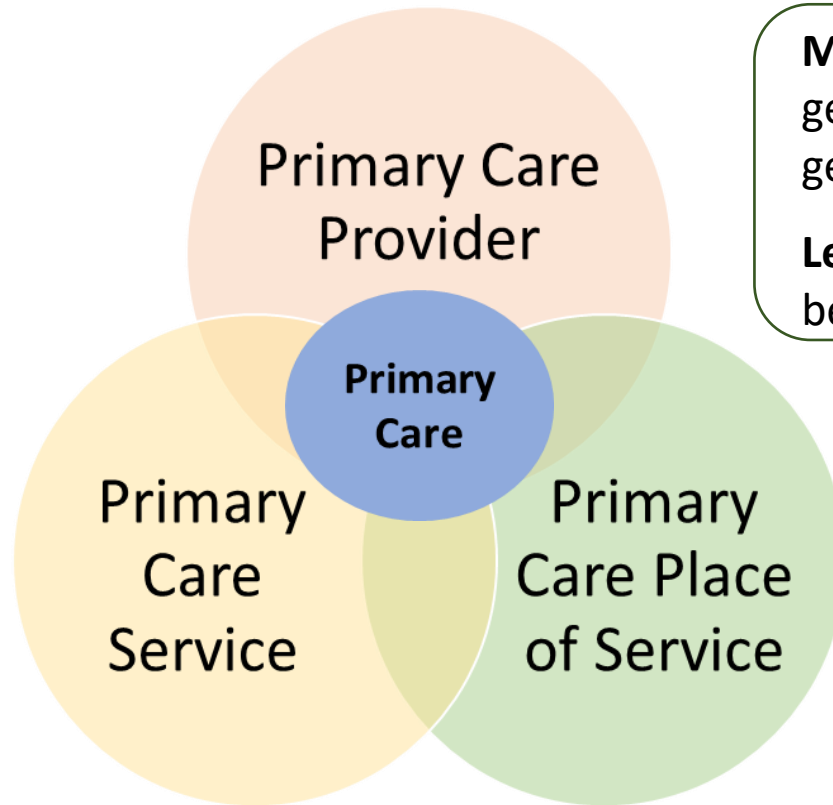 Primary Care
Provider
Primary
Care
Primary
Care
Service
Primary
Care Place
of Service